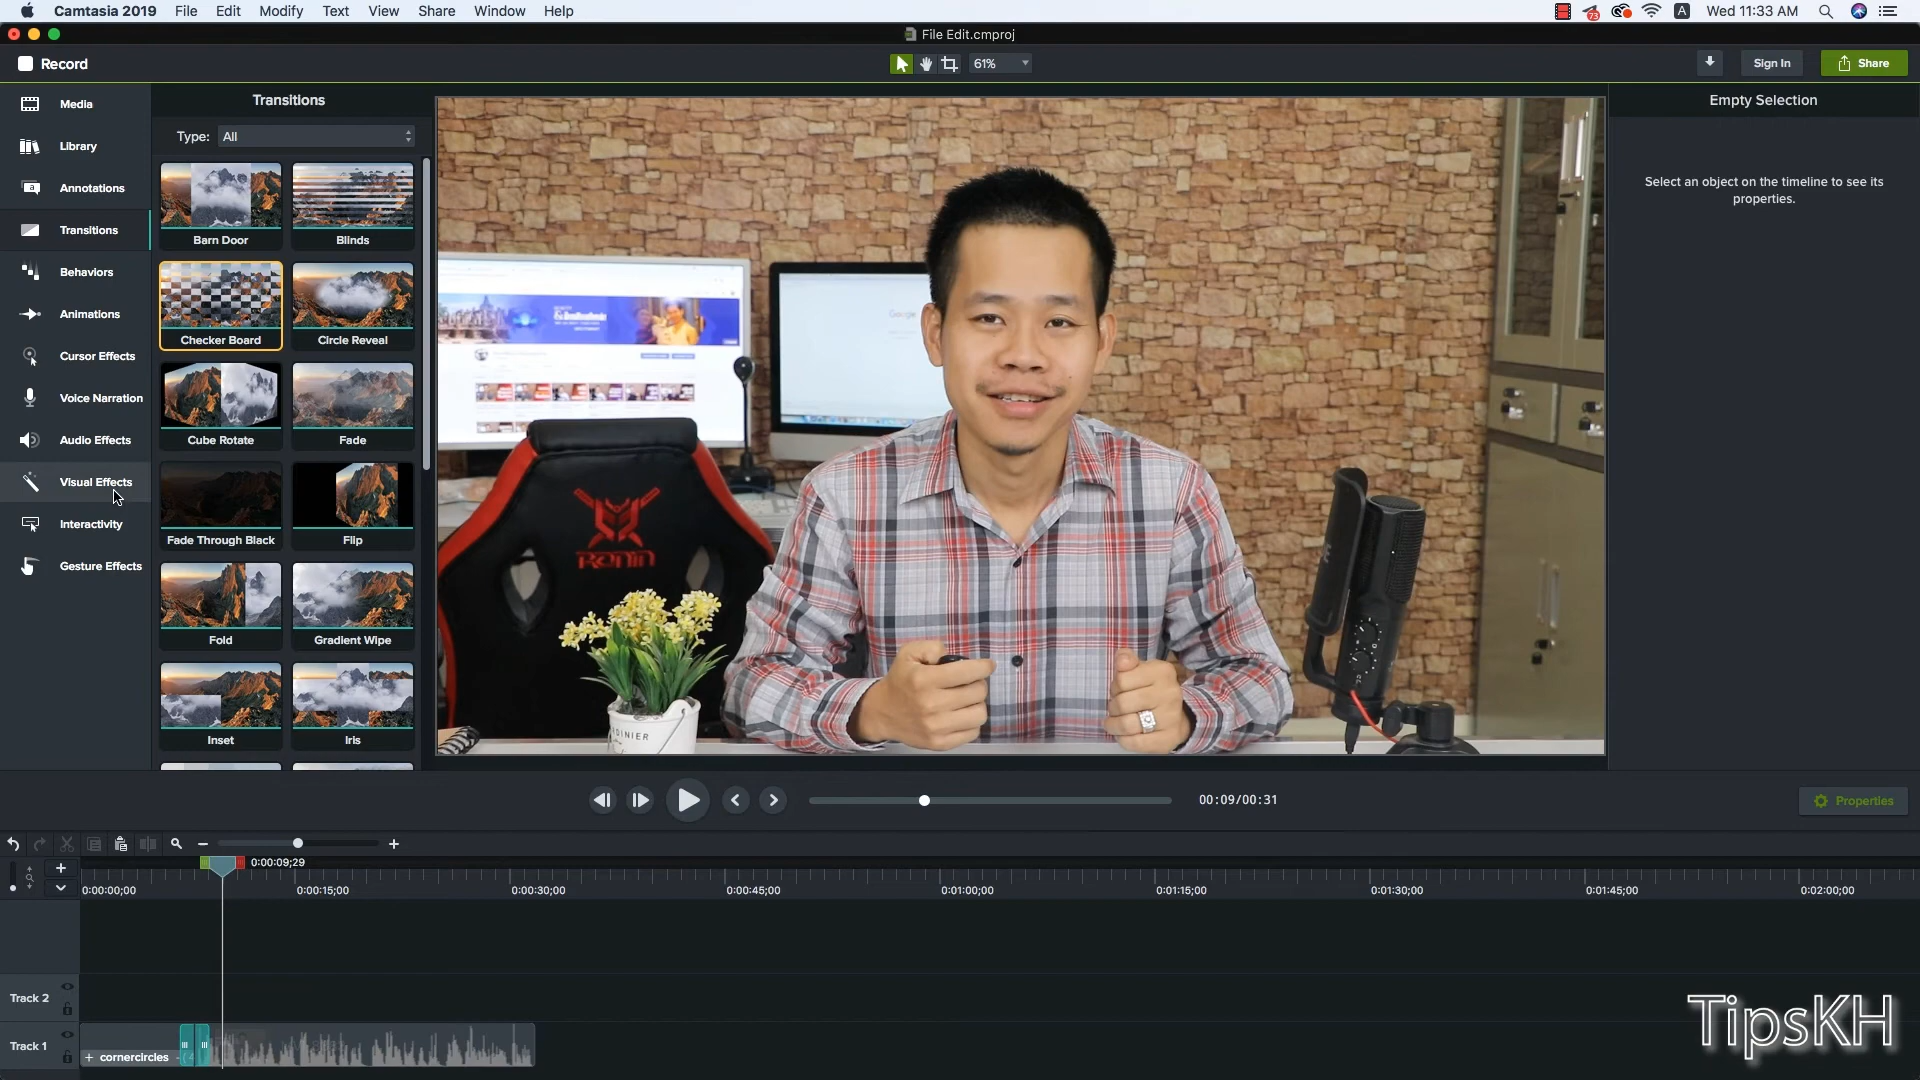 Camtasia 2019 File Edit Modify Text View Share Window Help
73
A
Wed 11:33 AM
File Edit.cmproj
Record
61%
Sign In
Share
Media
Library
Annotations
Transitions
Behaviors
Animations
Cursor Effects
Voice Narration
Audio Effects
Visual Effects
Interactivity
Gesture Effects
Transitions
Type: All
Barn Door
Blinds
Checker Board
Circle Reveal
Cube Rotate
Fade
Fade Through Black
Flip
Fold
Gradient Wipe
Inset
Iris
Google
RONIN
DINIER
Empty Selection
Select an object on the timeline to see its
properties.
00:09/00:31
Properties
0:00:09;29
0:00:00;00 0:00:15;00 0:00:30;00 0:00:45;00 0:01:00;00 0:01:15;00 0:01:30;00 0:01:45;00 0:02:00;00
Track 2
Track 1
+ cornercircles
TipsKH